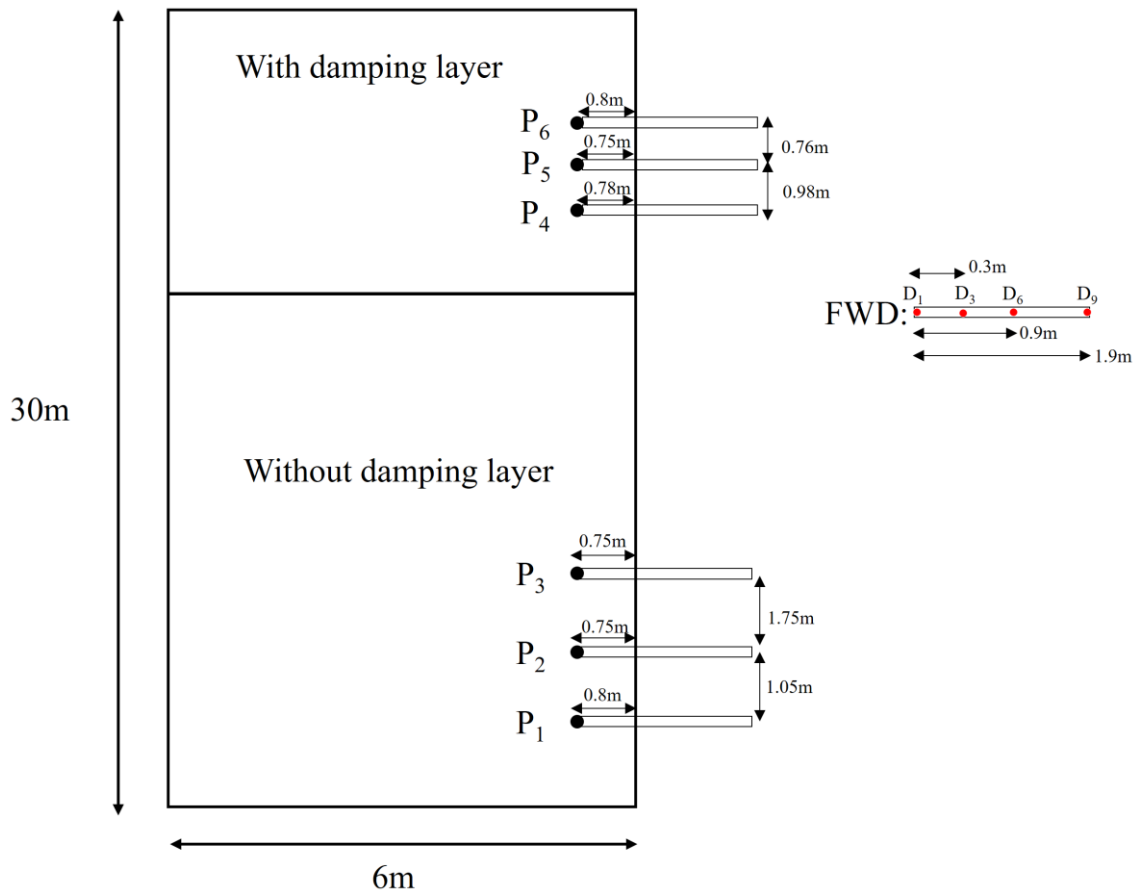 With damping layer
0.8m
P6
0.76m
0.75m
P5
0.78m
0.98m
P4
0.3m
D1 D3 D6 D9
FWD:
0.9m
1.9m
30m
Without damping layer
0.75m
P3
1.75m
0.75m
P2
1.05m
0.8m
P1
6m